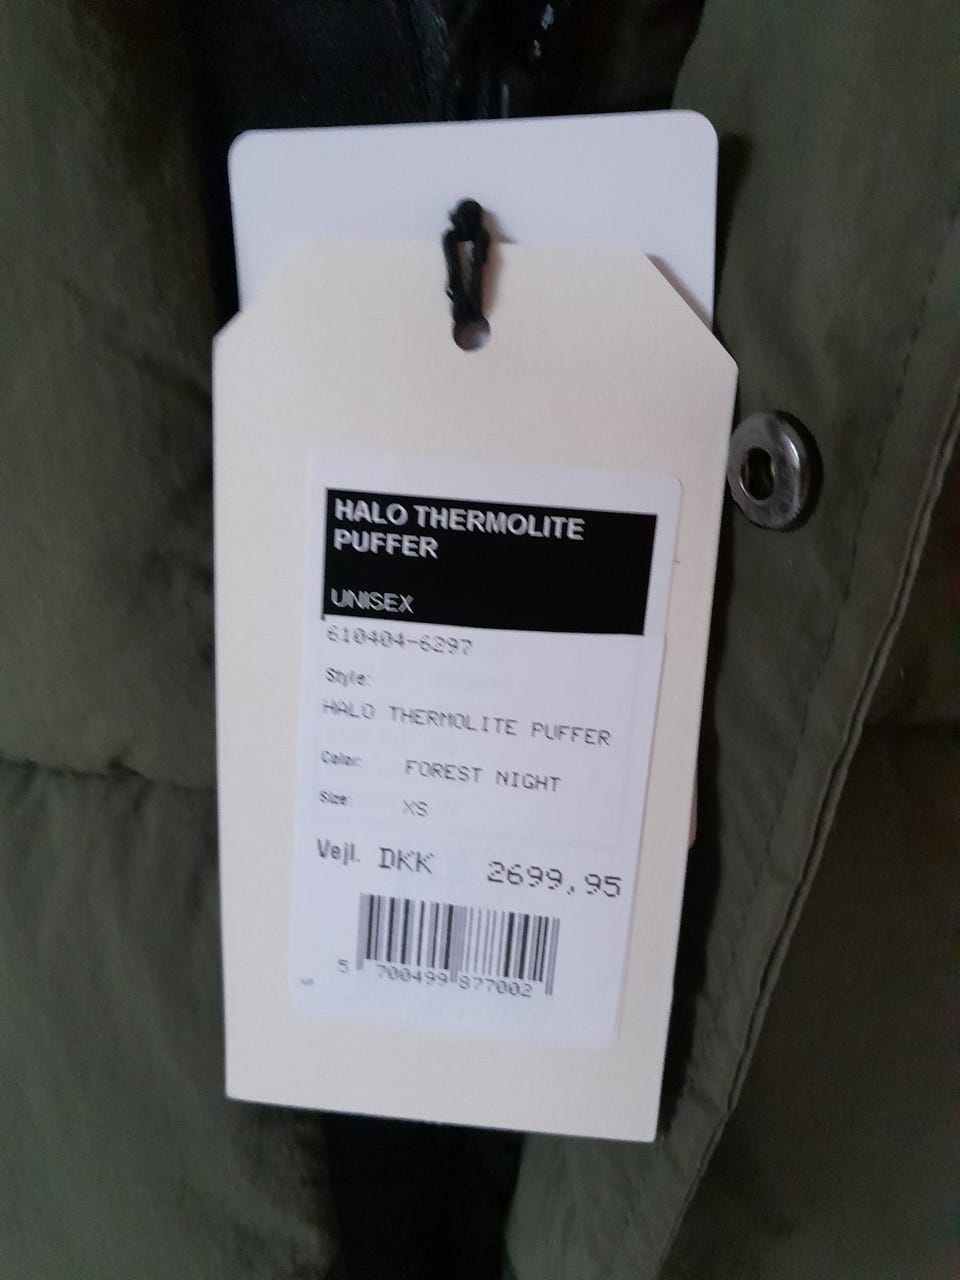 HALO THERMOLITE
PUFFER
UNISEX
610404-6297
Style:
HALO THERMOLITE PUFFER
Color: FOREST NIGHT
Size: XS
Vejl. DKK 2699,95
5 700499 877002